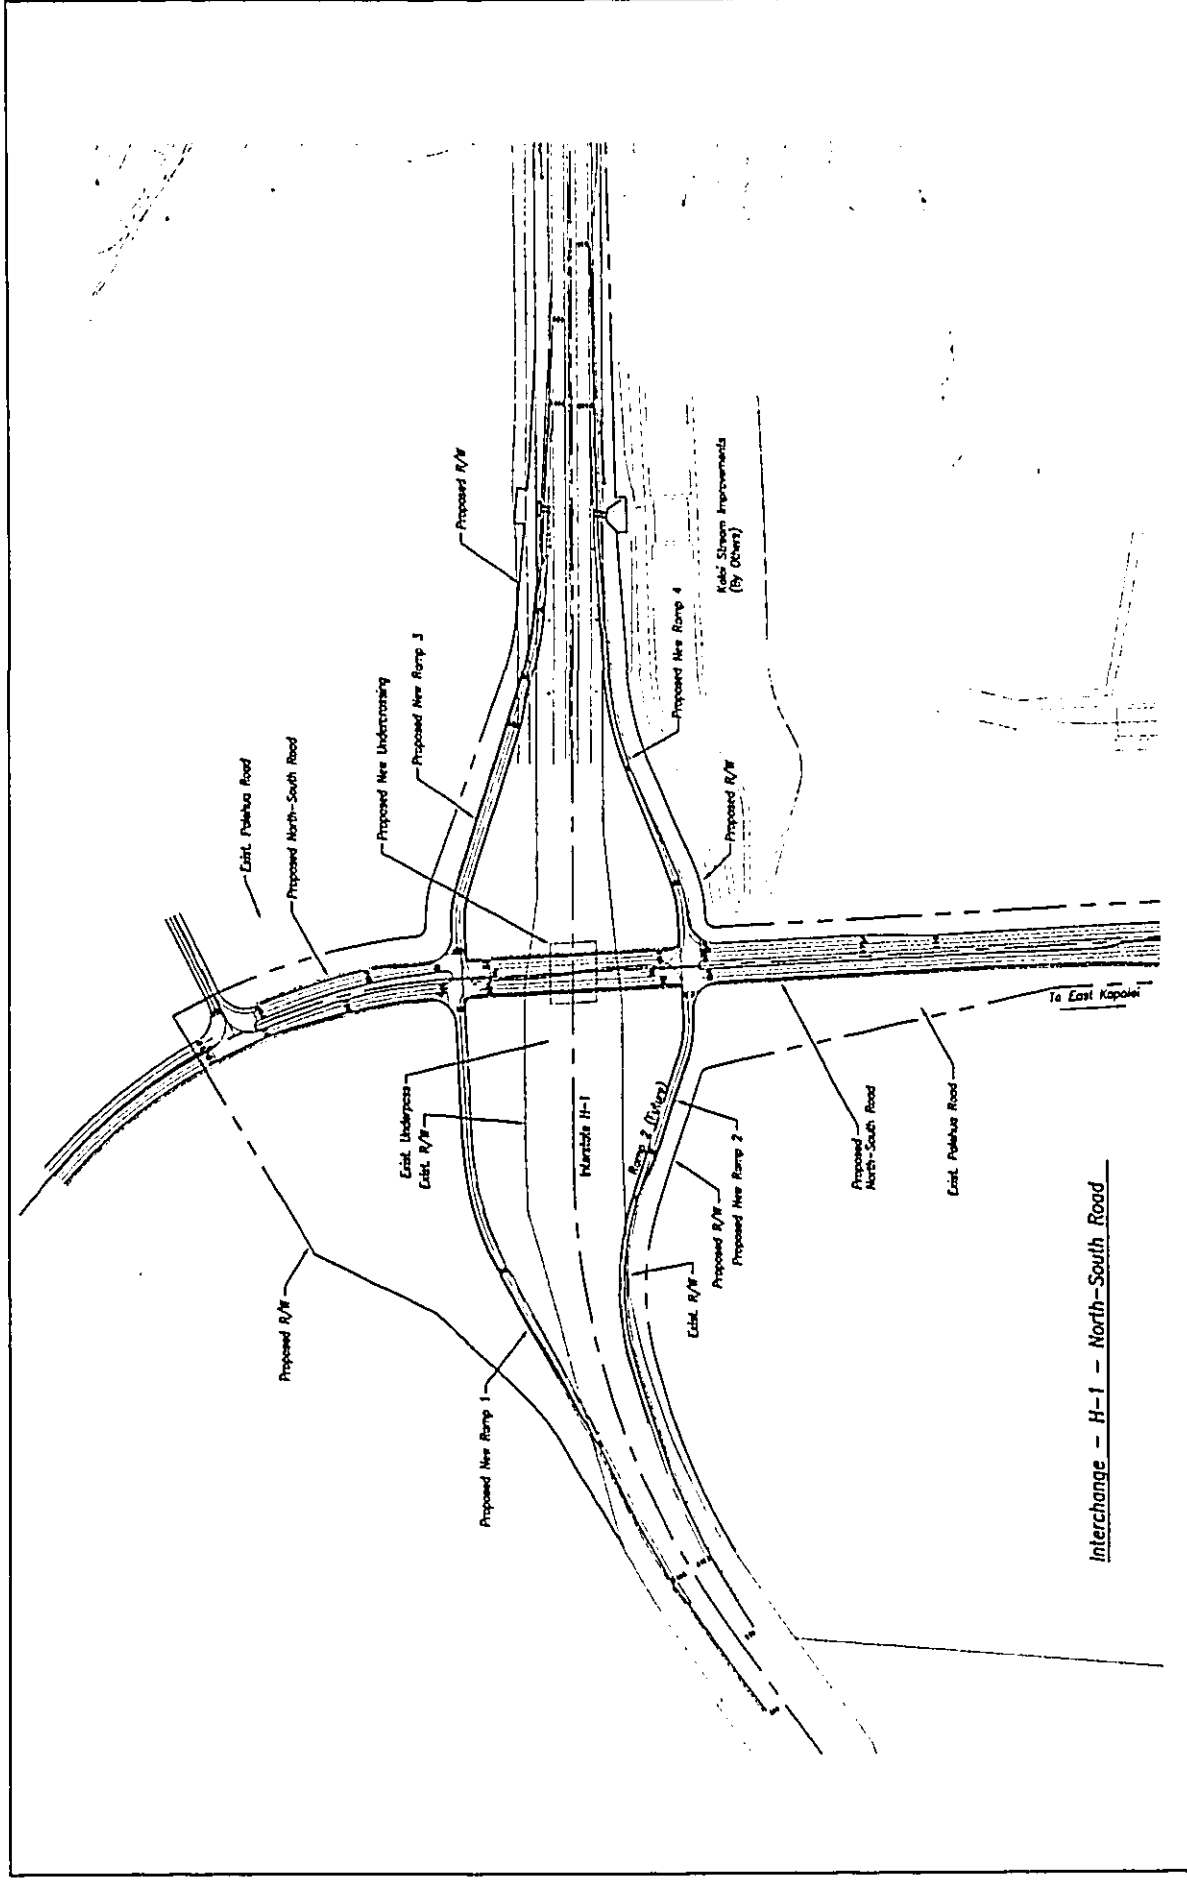 Exist. Palehua Road
Proposed North-South Road
Proposed New Undercrossing
Proposed New Ramp 3
Proposed R/W
Proposed R/W
Exist. Underpass
Exist. R/W
Interstate H-1
Proposed New Ramp 1
Ramp 2 (Future)
Exist. R/W
Proposed R/W
Proposed New Ramp 2
Proposed New Ramp 4
Kaloi Stream Improvements
(By Others)
Proposed R/W
To East Kapolei
Proposed
North-South Road
Exist. Palehua Road
Interchange - H-1 - North-South Road